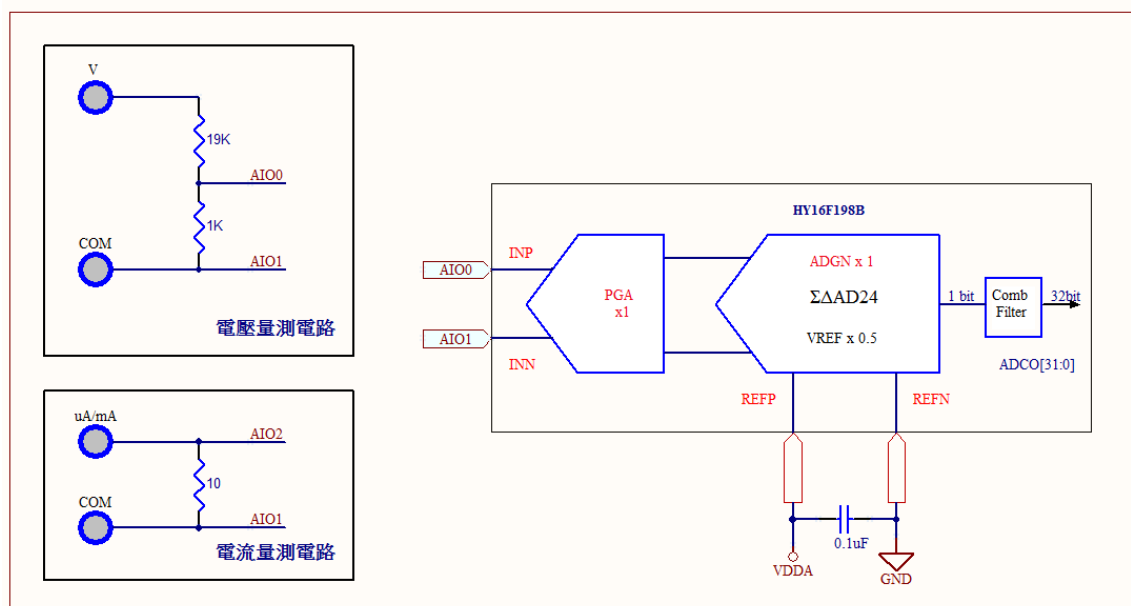 V
19K
AIO0
1K
COM
AIO1
電壓量測電路
uA/mA
AIO2
10
COM
AIO1
電流量測電路
HY16F198B
INP
AIO0
AIO1
INN
PGA
x1
ADGN x 1
ΣΔAD24
VREF x 0.5
1 bit
Comb
Filter
32bit
ADCO[31:0]
REFP
REFN
0.1uF
VDDA
GND